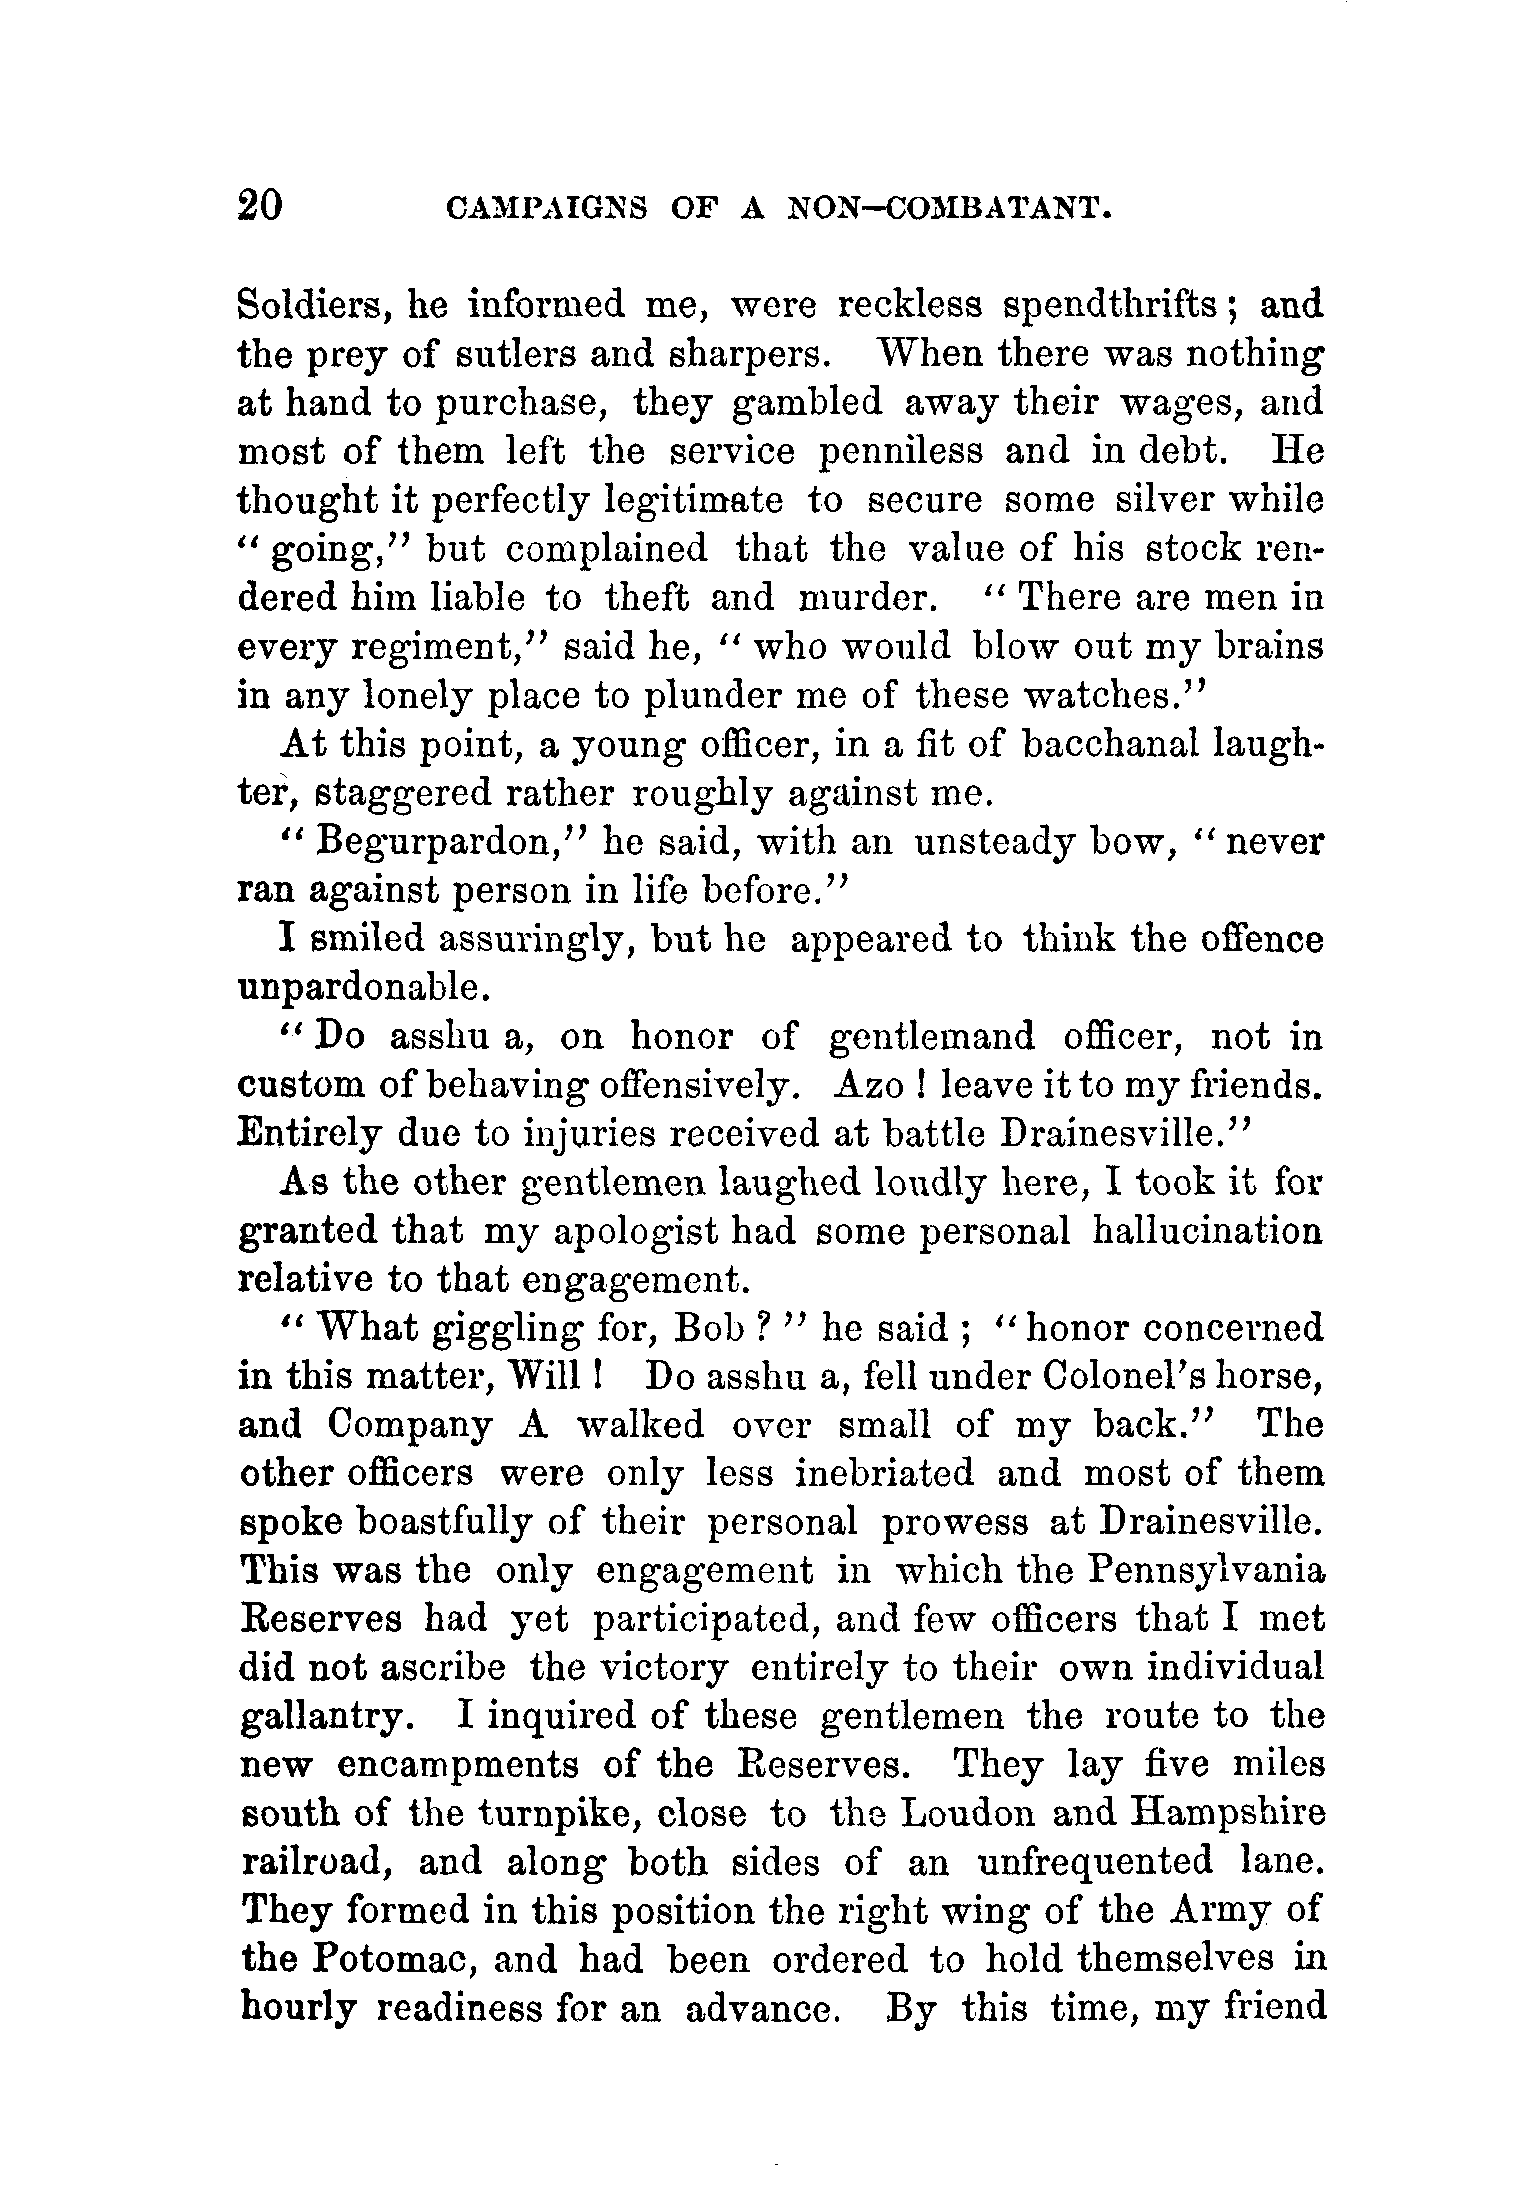 20 CAMPAIGNS OF A NON—COMBATANT.
Soldiers, he informed me, were reckless spendthrifts; and
the prey of sutlers and sharpers. When there was nothing
at hand to purchase, they gambled away their wages, and
most of them left the service penniless and in debt. He
thought it perfectly legitimate to secure some silver while
“going,” but complained that the value of his stock ren-
dered him liable to theft and murder. “There are men in
every regiment,” said he, “who would blow out my brains
in any lonely place to plunder me of these watches.”
At this point, a young officer, in a fit of bacchanal laugh-
ter, staggered rather roughly against me.
“Begurpardon,” he said, with an unsteady bow, “never
ran against person in life before.”
I smiled assuringly, but he appeared to think the offence
unpardonable.
“Do asshu a, on honor of gentlemand officer, not in
custom of behaving offensively. Azo! leave it to my friends.
Entirely due to injuries received at battle Drainesville.”
As the other gentlemen laughed loudly here, I took it for
granted that my apologist had some personal hallucination
relative to that engagement.
“What giggling for, Bob?” he said; “honor concerned
in this matter, Will! Do asshu a, fell under Colonel's horse,
and Company A walked over small of my back.” The
other officers were only less inebriated and most of them
spoke boastfully of their personal prowess at Drainesville.
This was the only engagement in which the Pennsylvania
Reserves had yet participated, and few officers that I met
did not ascribe the victory entirely to their own individual
gallantry. I inquired of these gentlemen the route to the
new encampments of the Reserves. They lay five miles
south of the turnpike, close to the Loudon and Hampshire
railroad, and along both sides of an unfrequented lane.
They formed in this position the right wing of the Army of
the Potomac, and had been ordered to hold themselves in
hourly readiness for an advance. By this time, my friend